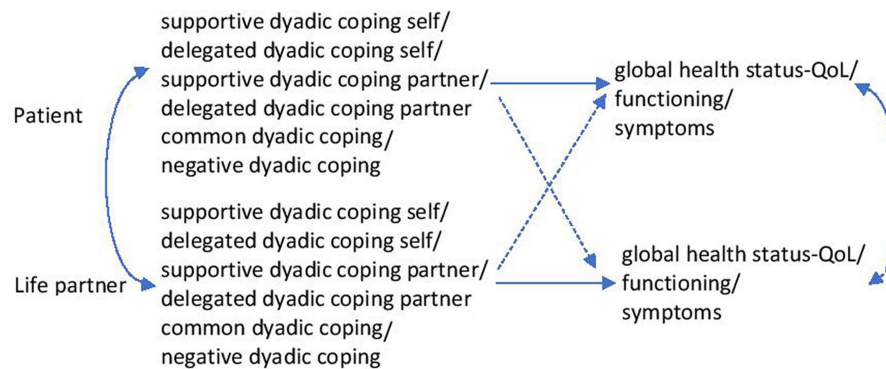 Patient
supportive dyadic coping self/
delegated dyadic coping self/
supportive dyadic coping partner/
delegated dyadic coping partner
common dyadic coping/
negative dyadic coping
global health status-QoL/
functioning/
symptoms
Life partner
supportive dyadic coping self/
delegated dyadic coping self/
supportive dyadic coping partner/
delegated dyadic coping partner
common dyadic coping/
negative dyadic coping
global health status-QoL/
functioning/
symptoms